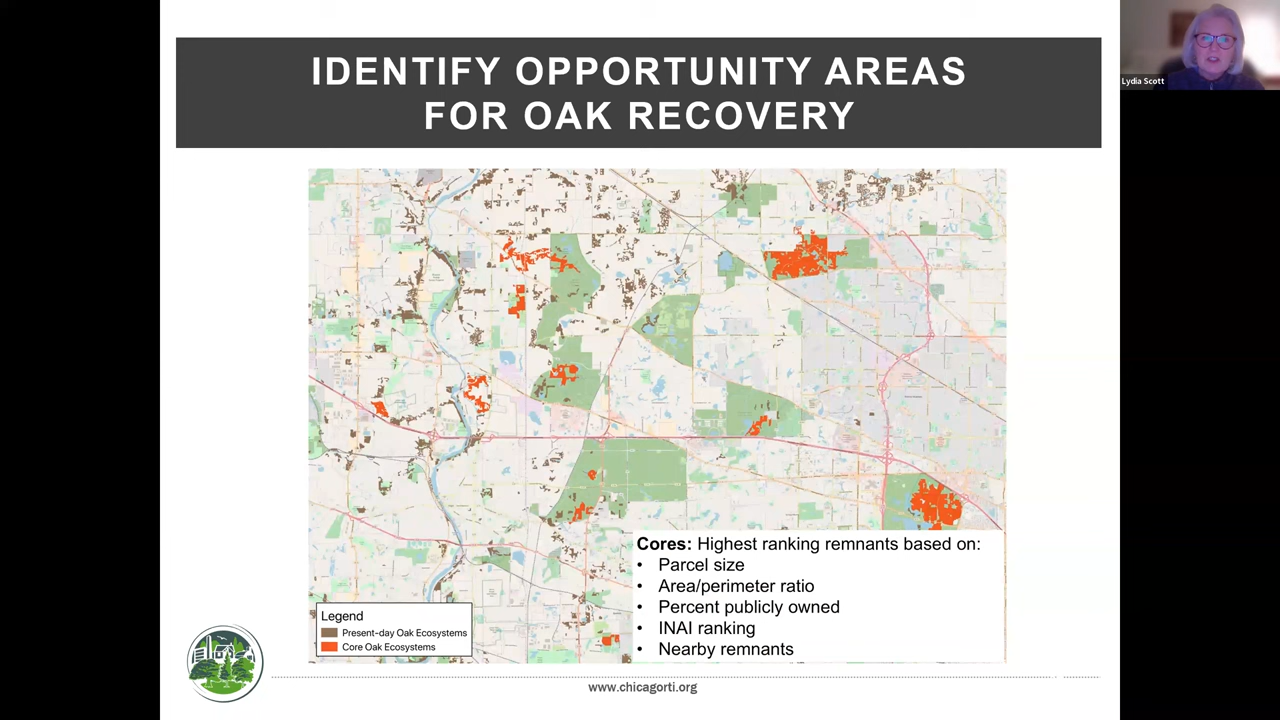 IDENTIFY OPPORTUNITY AREAS
FOR OAK RECOVERY
Lydia Scott
Cores: Highest ranking remnants based on:
• Parcel size
• Area/perimeter ratio
• Percent publicly owned
• INAI ranking
• Nearby remnants
Legend
Present-day Oak Ecosystems
Core Oak Ecosystems
www.chicagorti.org